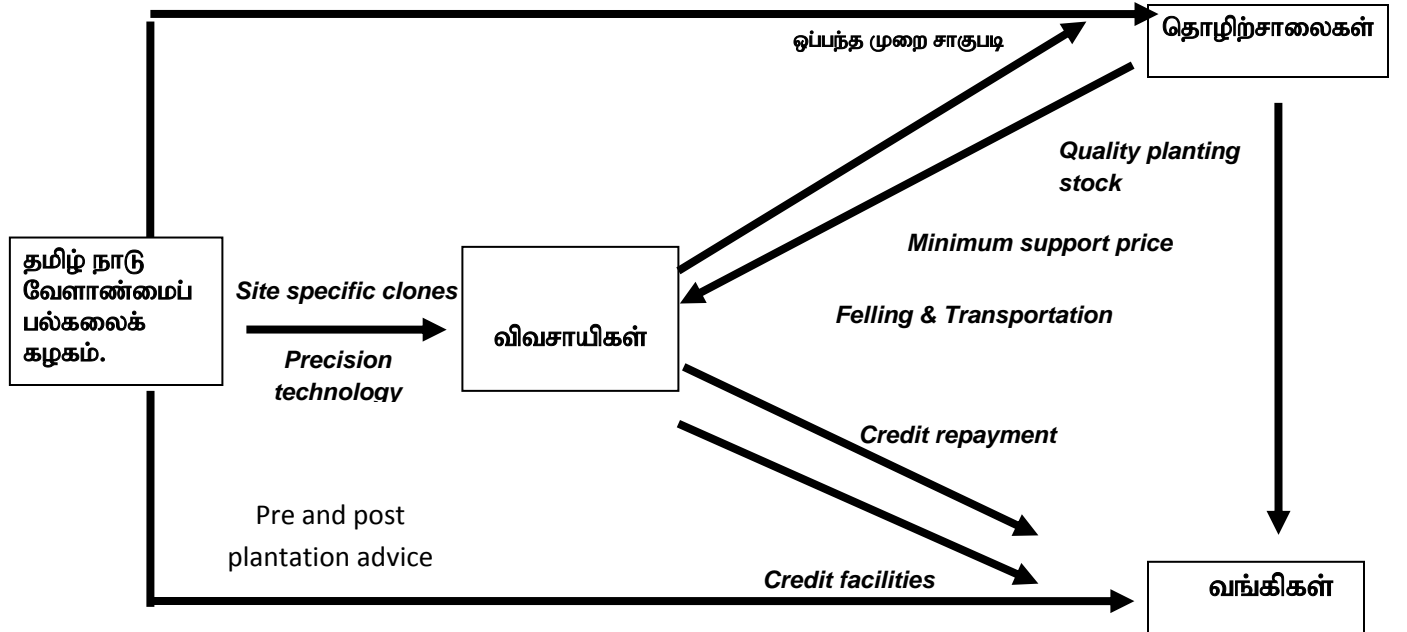 தொழிற்சாலைகள்
ஒப்பந்த முறை சாகுபடி
Quality planting
stock
Minimum support price
Felling & Transportation
தமிழ் நாடு
வேளாண்மைப்
பல்கலைக்
கழகம்.
Site specific clones
Precision
technology
விவசாயிகள்
Credit repayment
Pre and post
plantation advice
Credit facilities
வங்கிகள்